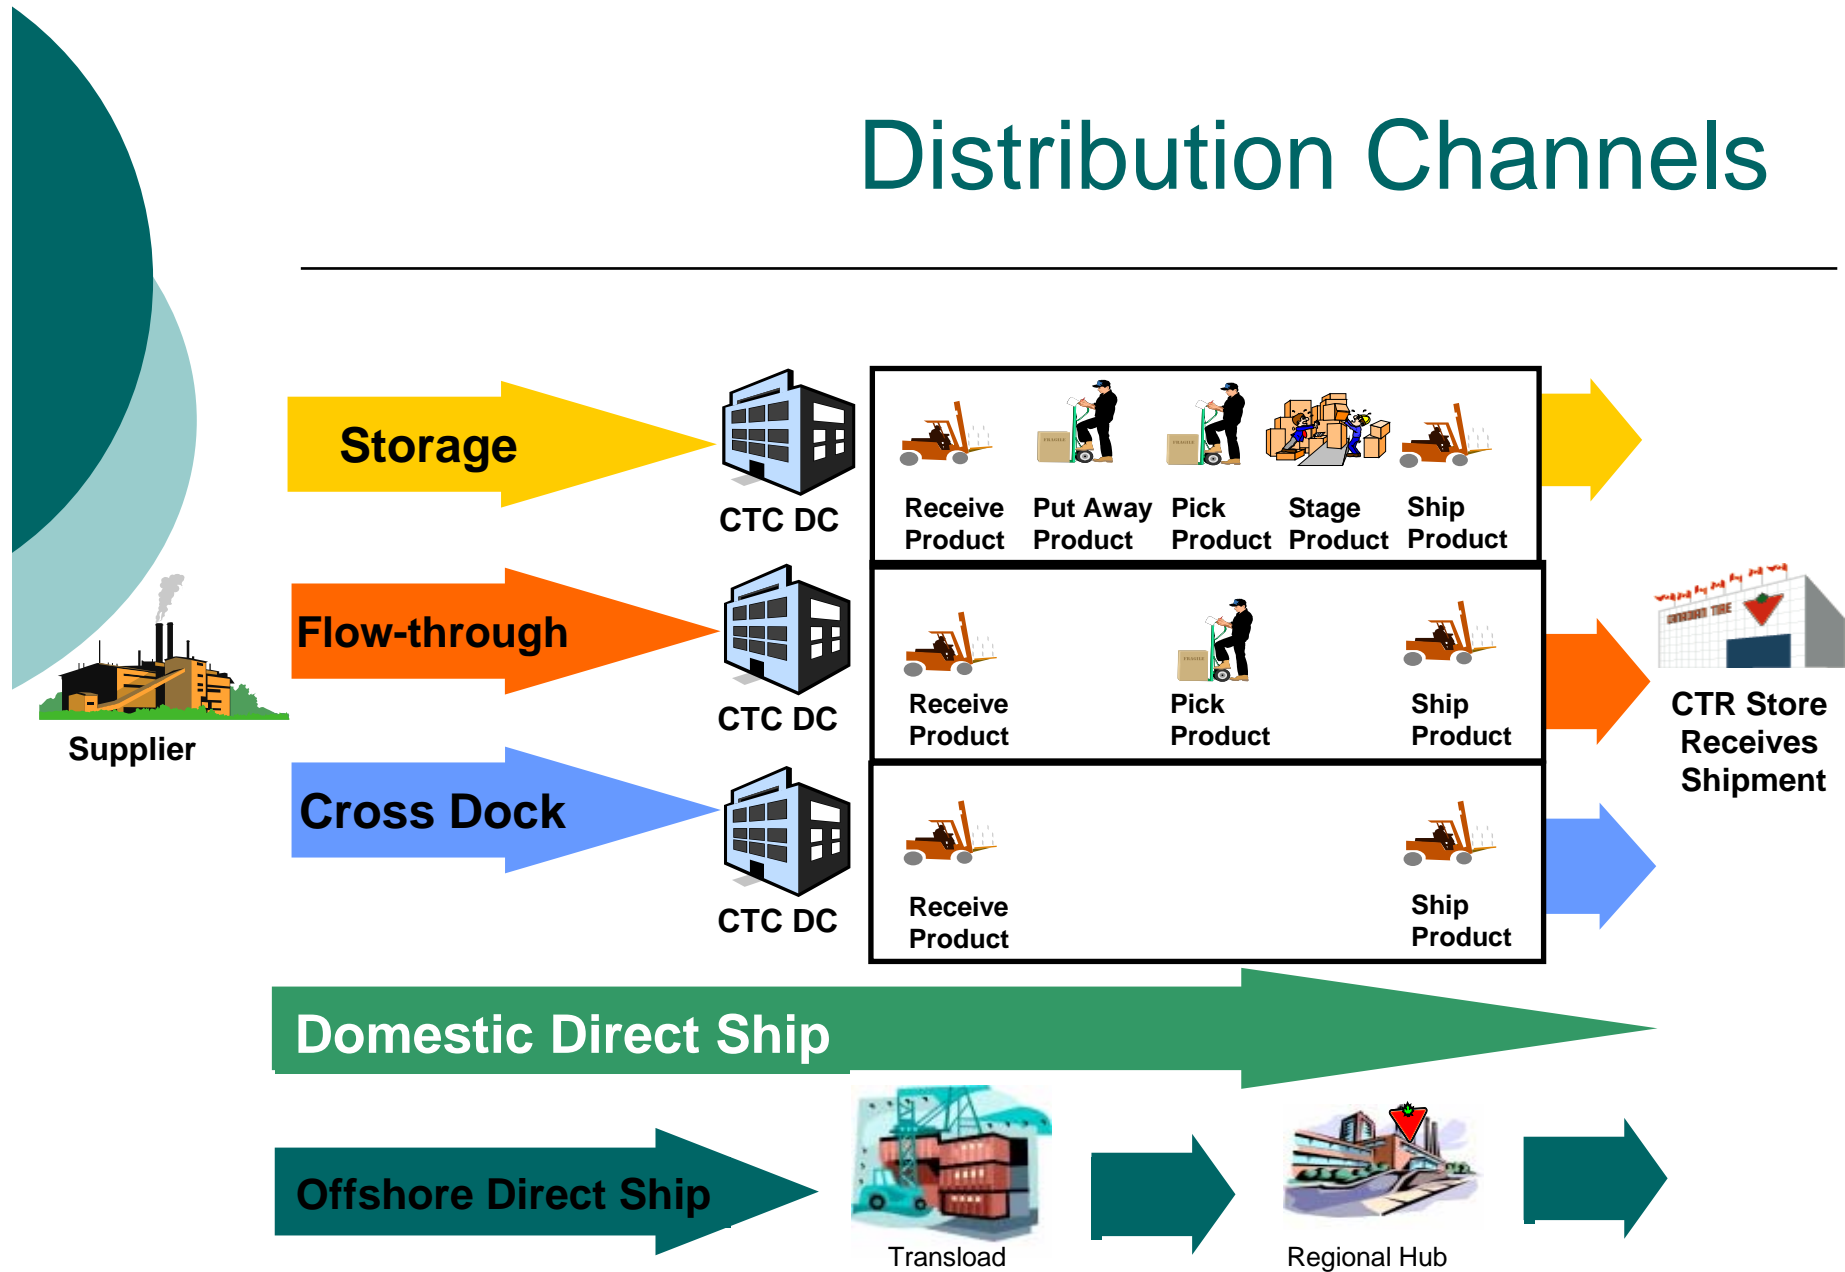 Distribution Channels
Storage
CTC DC
Receive
Product
Put Away
Product
Pick
Product
Stage
Product
Ship
Product
Flow-through
CTC DC
Receive
Product
Pick
Product
Ship
Product
Supplier
CANADIAN TIRE
CTR Store
Receives
Shipment
Cross Dock
CTC DC
Receive
Product
Ship
Product
Domestic Direct Ship
Offshore Direct Ship
Transload
Regional Hub